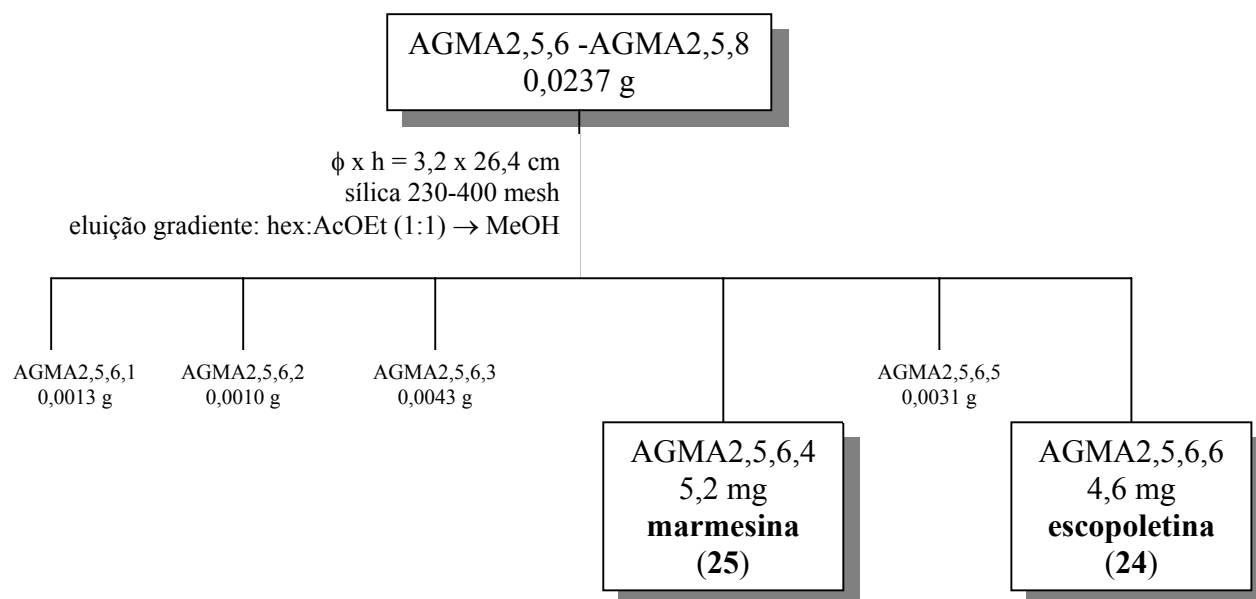 AGMA2,5,6 -AGMA2,5,8
0,0237 g
ϕ x h = 3,2 x 26,4 cm
sílica 230-400 mesh
eluição gradiente: hex:AcOEt (1:1) → MeOH
AGMA2,5,6,1
0,0013 g
AGMA2,5,6,2
0,0010 g
AGMA2,5,6,3
0,0043 g
AGMA2,5,6,5
0,0031 g
AGMA2,5,6,4
5,2 mg
marmesina
(25)
AGMA2,5,6,6
4,6 mg
escopoletina
(24)